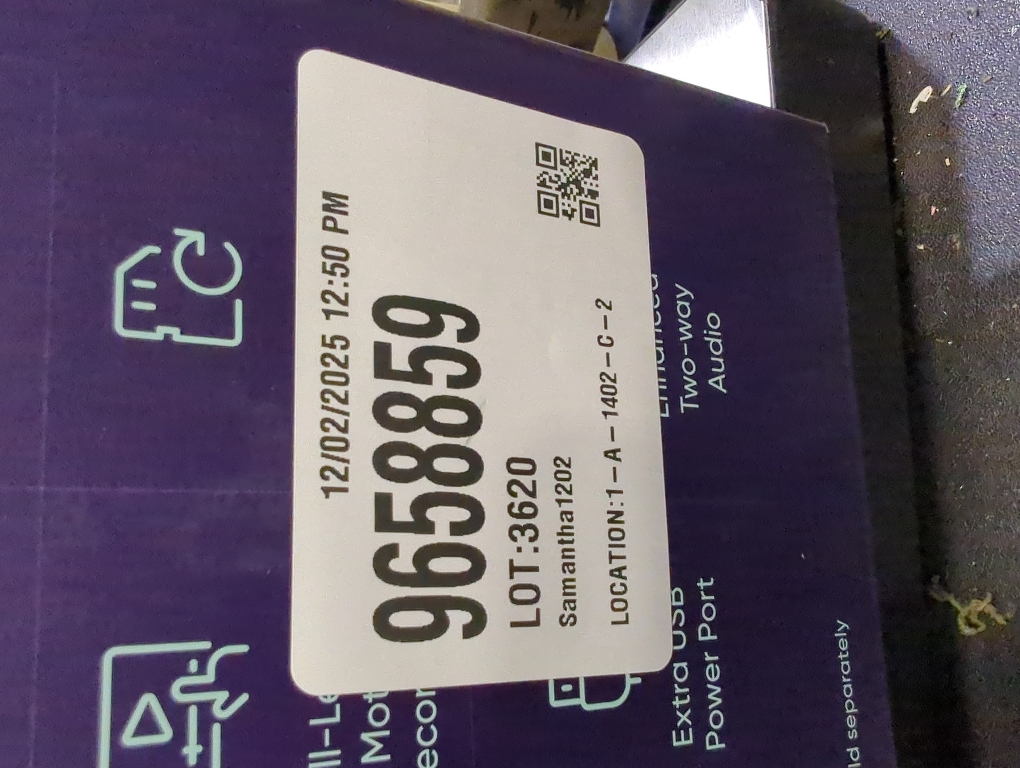 12/02/2025 12:50 PM
9658859
LOT:3620
Samantha1202
LOCATION:1-A-1402-C-2
Extra USB
Power Port
Two-way
Audio
separately